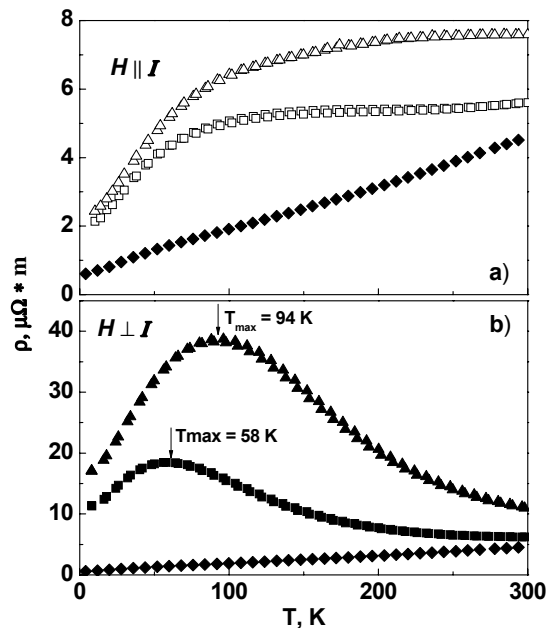 8
H || I
6
4
2
a)
0
ρ, μΩ * m
H ⊥ I
T_max = 94 K
b)
40
30
Tmax = 58 K
20
10
0
0 100 200 300
T, K